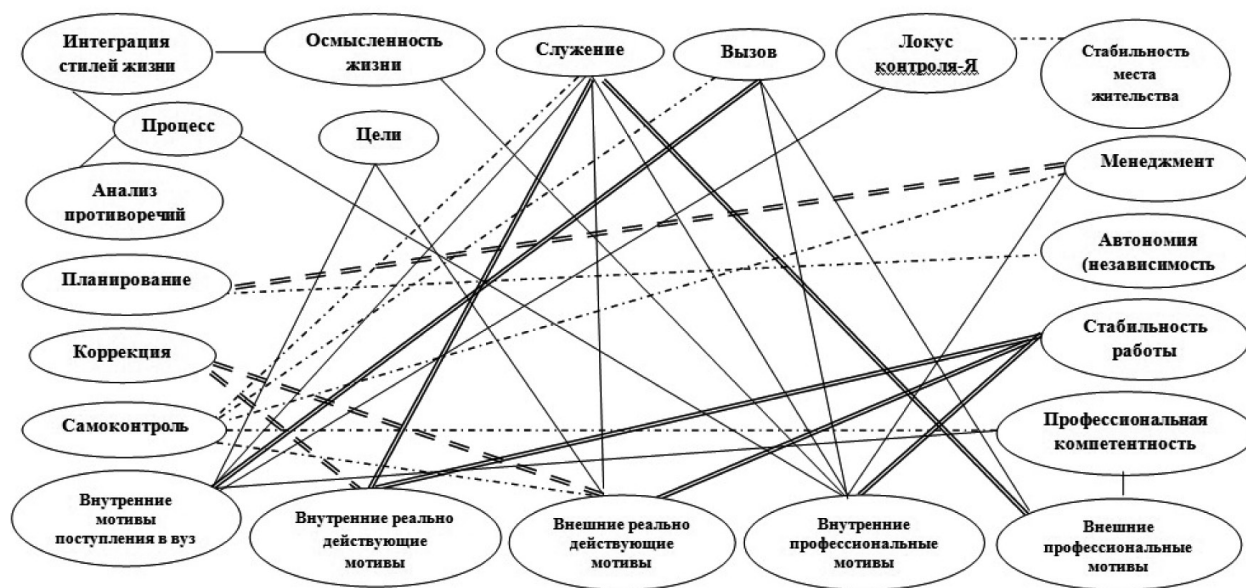 Интеграция
стилей жизни
Осмысленность
жизни
Служение
Вызов
Локус
контроля-Я
Стабильность
места
жительства
Процесс
Цели
Менеджмент
Анализ
противоречий
Автономия
(независимость
Планирование
Стабильность
работы
Коррекция
Самоконтроль
Профессиональная
компетентность
Внутренние
мотивы
поступления в вуз
Внутренние реально
действующие
мотивы
Внешние реально
действующие
мотивы
Внутренние
профессиональные
мотивы
Внешние
профессиональные
мотивы